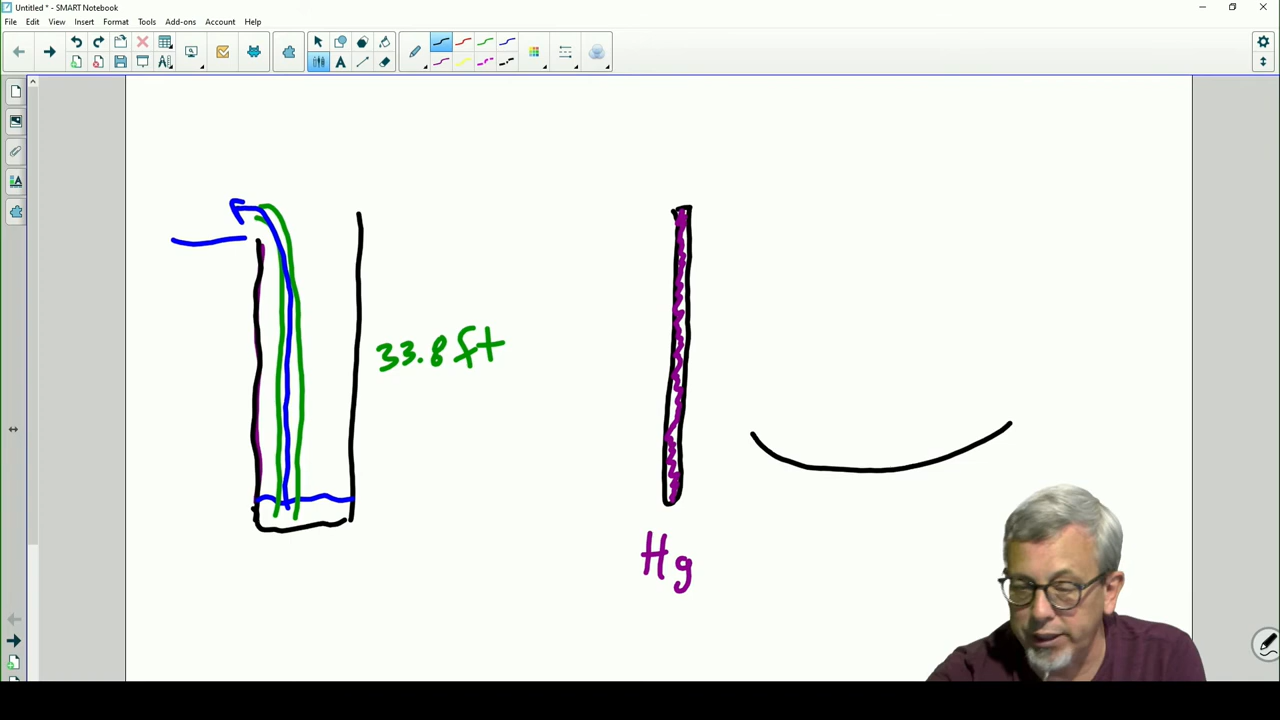 Untitled * - SMART Notebook
File Edit View Insert Format Tools Add-ons Account Help
33.8 ft
Hg